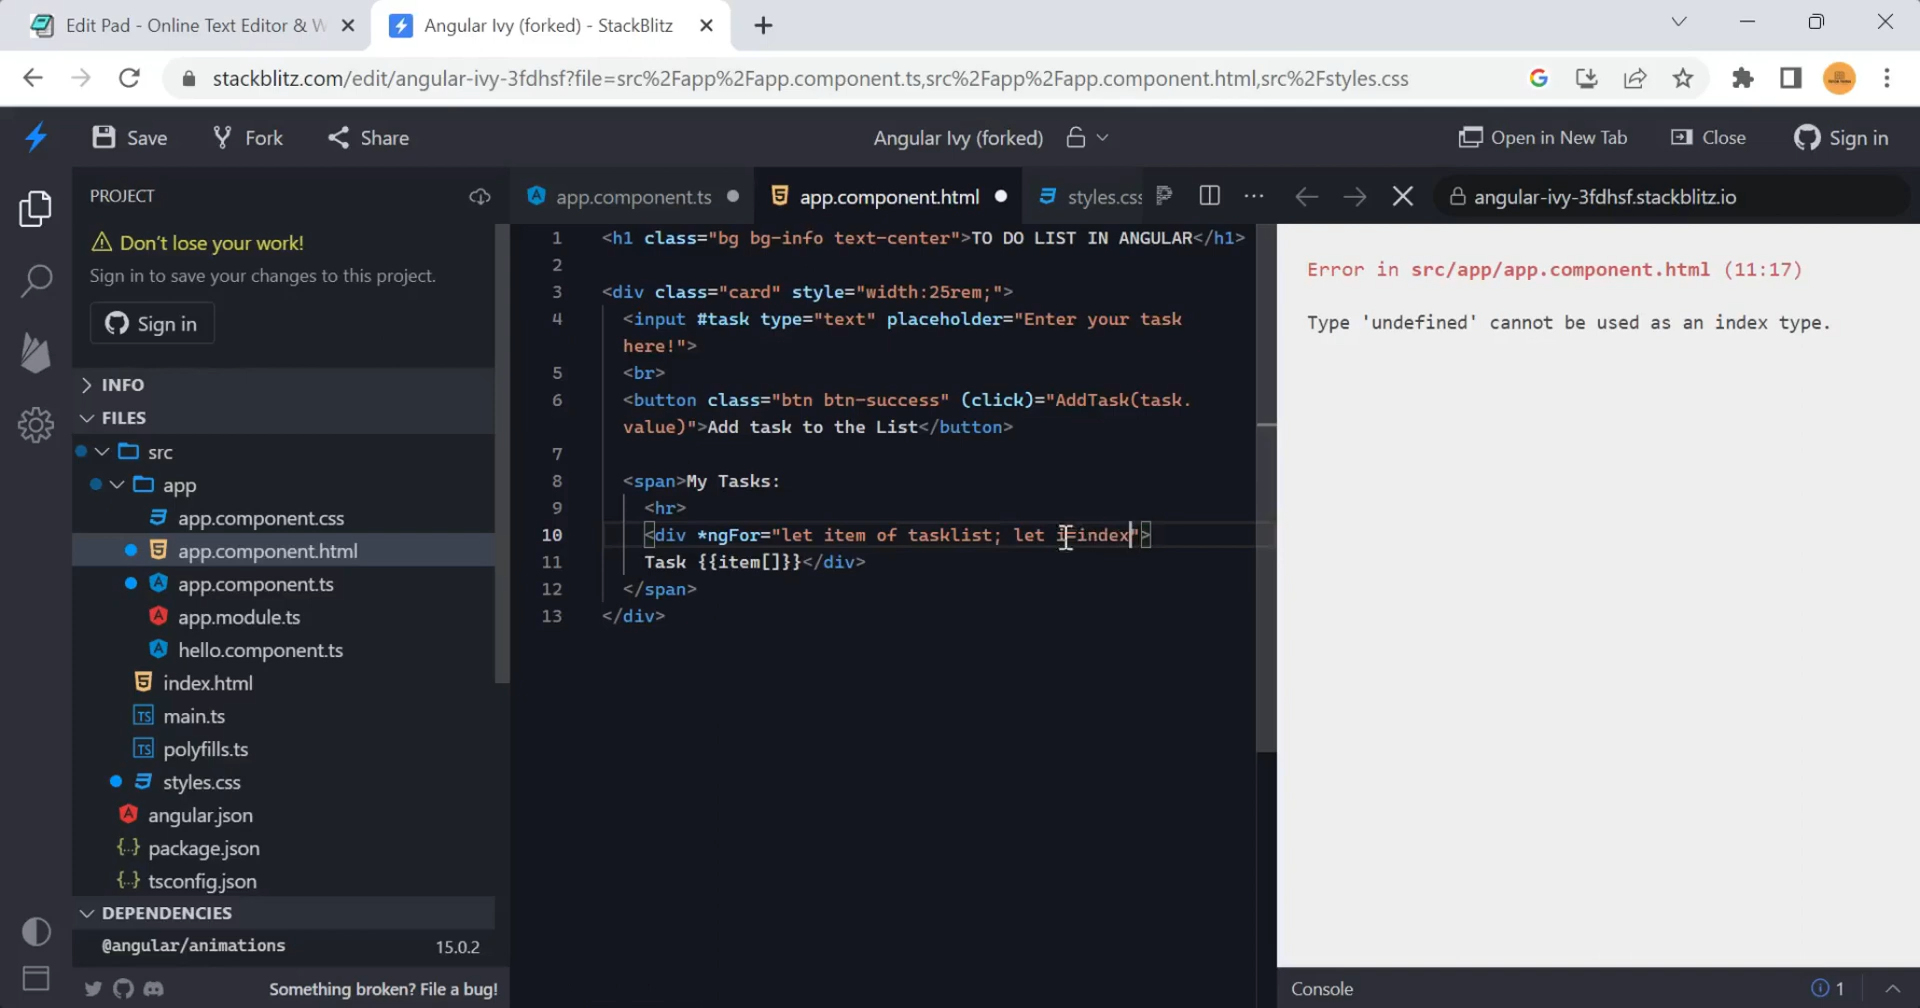 Edit Pad - Online Text Editor & W
Angular Ivy (forked) - StackBlitz
stackblitz.com/edit/angular-ivy-3fdhsf?file=src%2Fapp%2Fapp.component.ts,src%2Fapp%2Fapp.component.html,src%2Fstyles.css
Save
Fork
Share
Angular Ivy (forked)
Open in New Tab
Close
Sign in
PROJECT
app.component.ts
app.component.html
styles.css
angular-ivy-3fdhsf.stackblitz.io
Don't lose your work!
Sign in to save your changes to this project.
Sign in
INFO
FILES
src
app
app.component.css
app.component.html
app.component.ts
app.module.ts
hello.component.ts
index.html
main.ts
polyfills.ts
styles.css
angular.json
package.json
tsconfig.json
DEPENDENCIES
@angular/animations 15.0.2
Something broken? File a bug!
1 <h1 class="bg bg-info text-center">TO DO LIST IN ANGULAR</h1>
2
3 <div class="card" style="width:25rem;">
4 <input #task type="text" placeholder="Enter your task
here!">
5 <br>
6 <button class="btn btn-success" (click)="AddTask(task.
value)">Add task to the List</button>
7
8 <span>My Tasks:
9 <hr>
10 <div *ngFor="let item of tasklist; let i=index">
11 Task {{item[]}}</div>
12 </span>
13 </div>
Error in src/app/app.component.html (11:17)
Type 'undefined' cannot be used as an index type.
Console
1